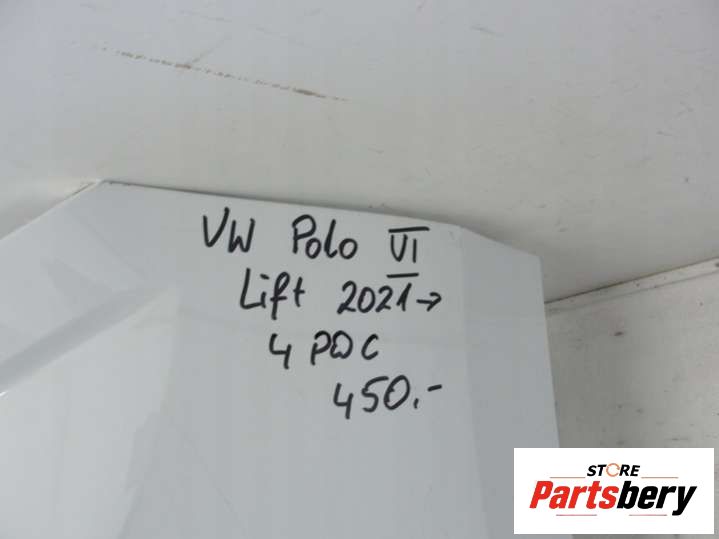 VW Polo VI
Lift 2021→
4 PDC
450.-
STORE
Partsbery